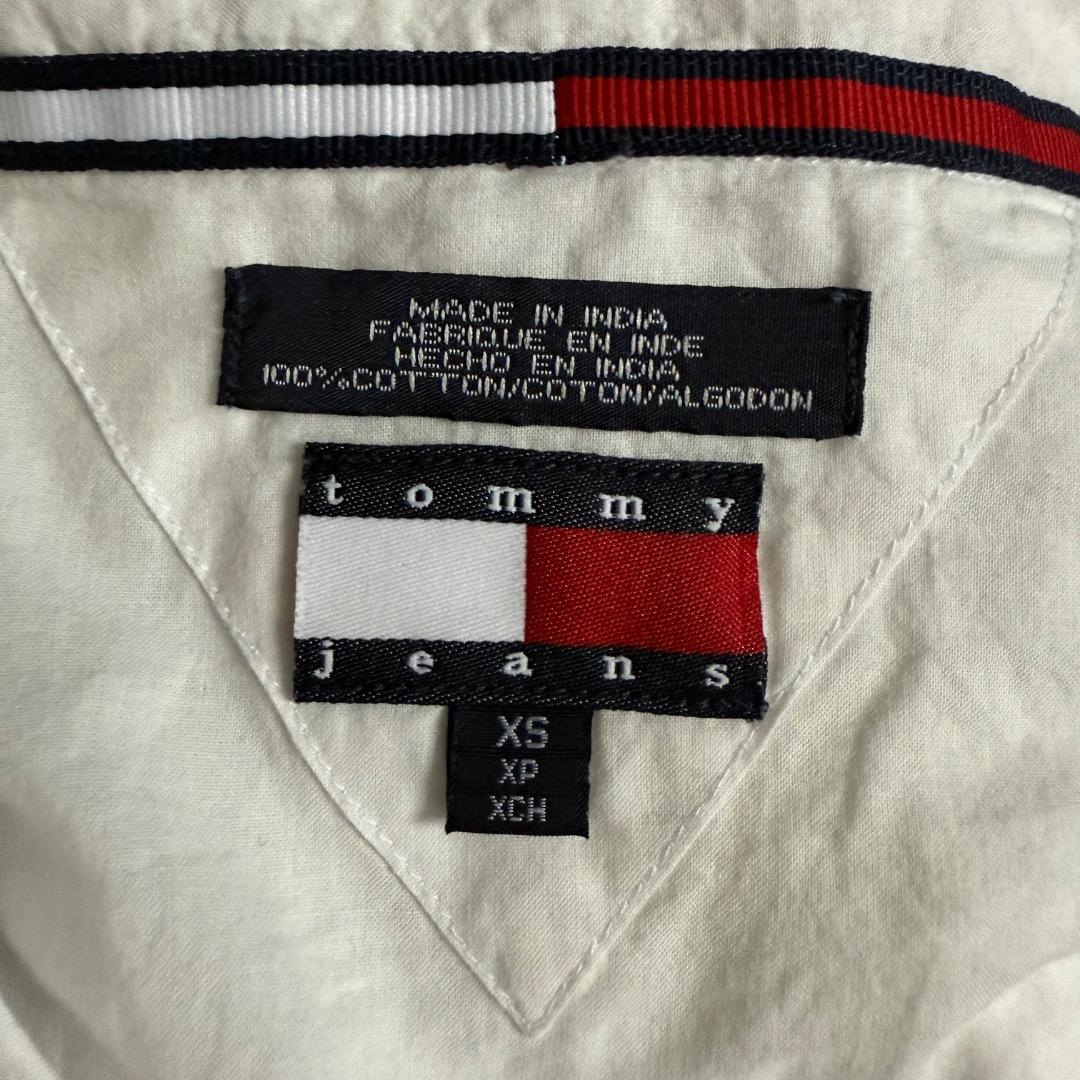 MADE IN INDIA
FABRIQUE EN INDE
HECHO EN INDIA
100%COTTON/COTON/ALGODON
tommy
jeans
XS
XP
XCH